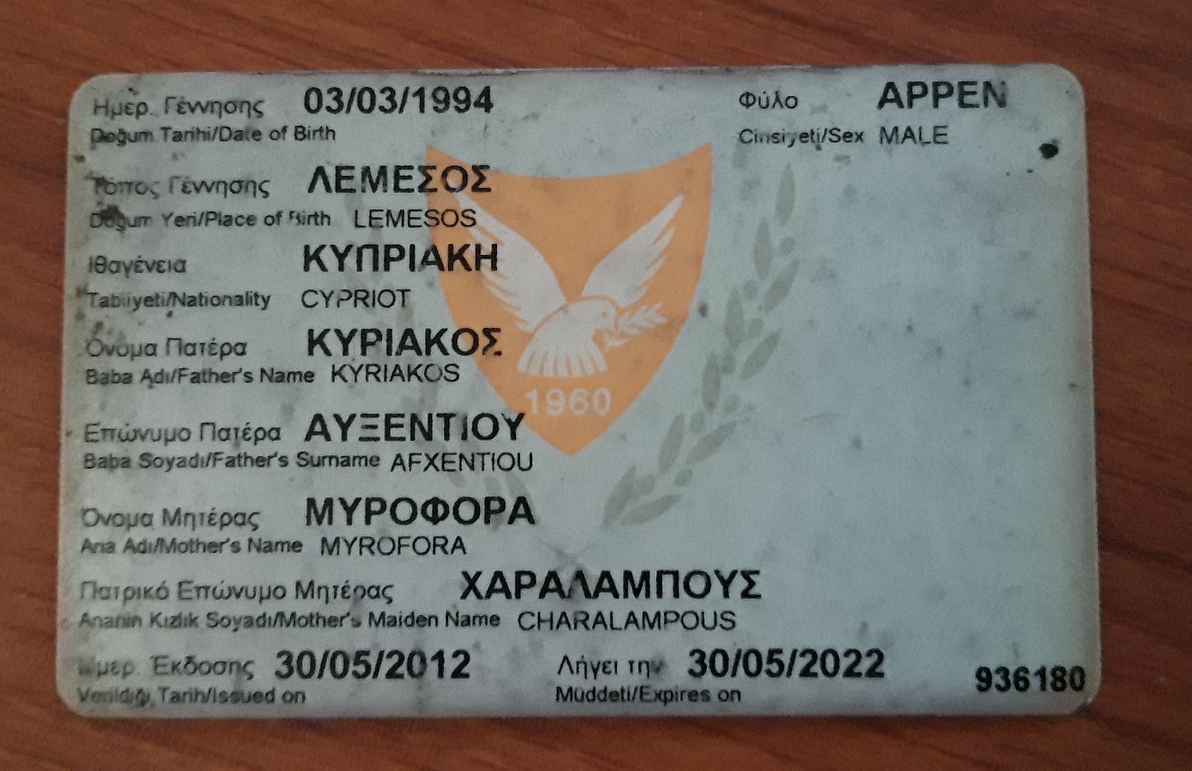 Ημερ. Γέννησης 03/03/1994 Φύλο ΑΡΡΕΝ
Doğum Tarihi/Date of Birth Cinsiyeti/Sex MALE
Τόπος Γέννησης ΛΕΜΕΣΟΣ
Doğum Yeri/Place of Birth LEMESOS
Ιθαγένεια ΚΥΠΡΙΑΚΗ
Tabiiyeti/Nationality CYPRIOT
Όνομα Πατέρα ΚΥΡΙΑΚΟΣ
Baba Adı/Father's Name KYRIAKOS
1960
Επώνυμο Πατέρα ΑΥΞΕΝΤΙΟΥ
Baba Soyadı/Father's Surname AFXENTIOU
Όνομα Μητέρας ΜΥΡΟΦΟΡΑ
Ana Adı/Mother's Name MYROFORA
Πατρικό Επώνυμο Μητέρας ΧΑΡΑΛΑΜΠΟΥΣ
Ananın Kızlık Soyadı/Mother's Maiden Name CHARALAMPOUS
Ημερ. Έκδοσης 30/05/2012 Λήγει την 30/05/2022
Verildiği Tarih/Issued on Müddeti/Expires on
936180